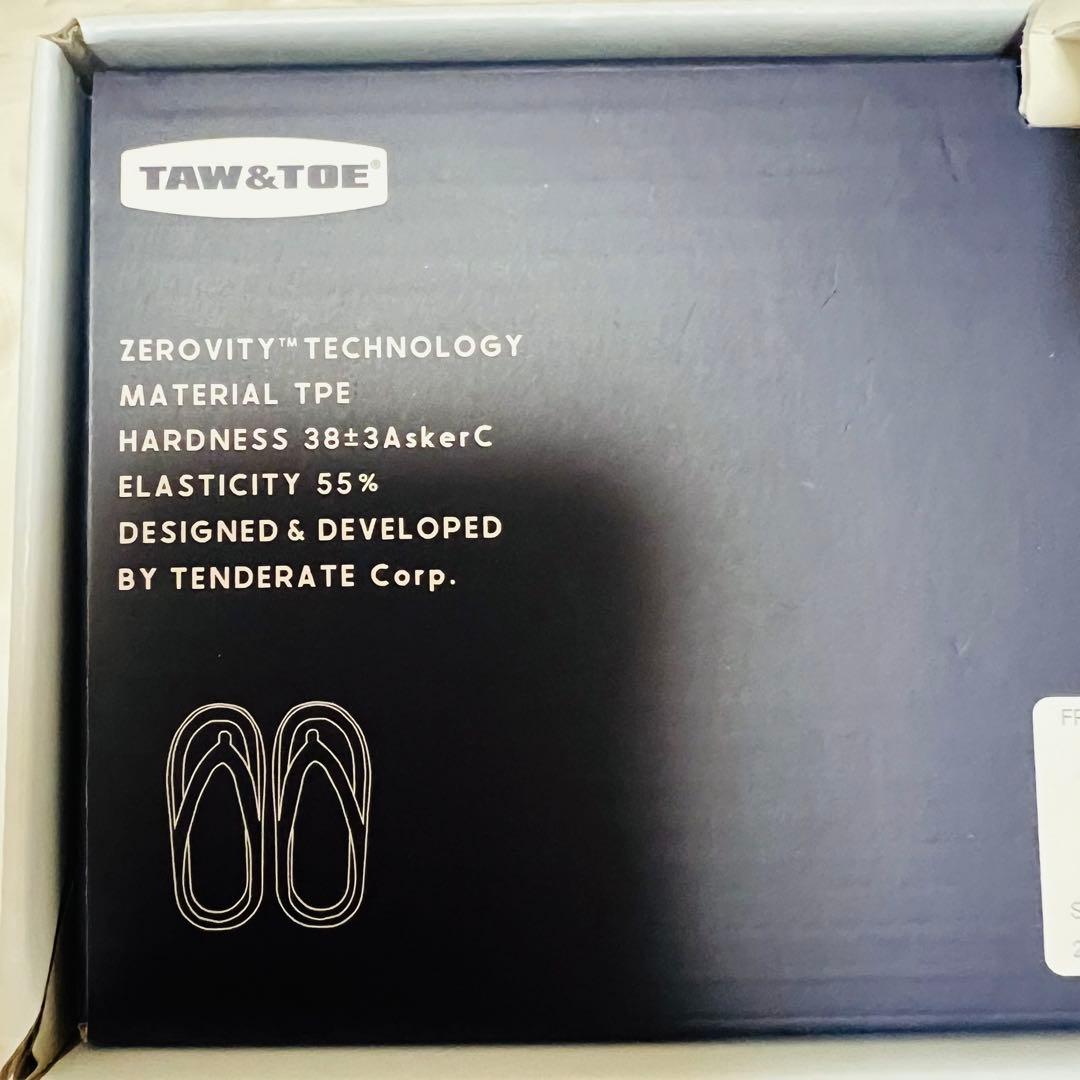 TAW&TOE®
ZEROVITY™ TECHNOLOGY
MATERIAL TPE
HARDNESS 38±3AskerC
ELASTICITY 55%
DESIGNED & DEVELOPED
BY TENDERATE Corp.